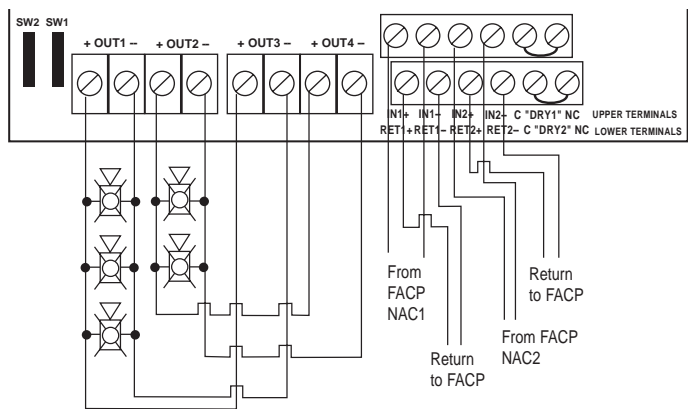 SW2 SW1
+ OUT1 -- + OUT2 – + OUT3 – + OUT4 –
IN1+ IN1– IN2+ IN2– C "DRY1" NC UPPER TERMINALS
RET1+ RET1– RET2+ RET2– C "DRY2" NC LOWER TERMINALS
From
FACP
NAC1
Return
to FACP
From FACP
NAC2
Return
to FACP